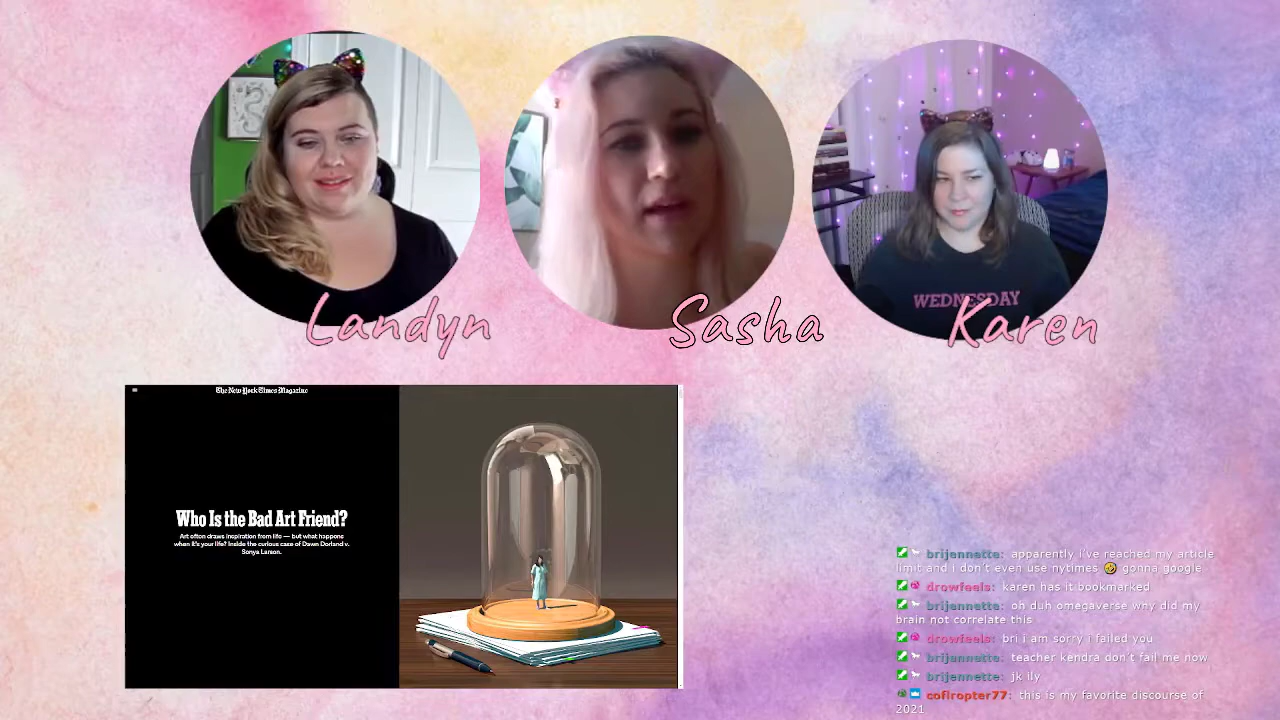 WEDNESDAY
Landyn
Sasha
Karen
The New York Times Magazine
Who Is the Bad Art Friend?
Art often draws inspiration from life — but what happens
when it's your life? Inside the curious case of Dawn Dorland v.
Sonya Larson.
brijennette: apparently i've reached my article
limit and i don't even use nytimes 🤣 gonna google
drowfeels: karen has it bookmarked
brijennette: oh duh omegaverse why did my
brain not correlate this
drowfeels: bri i am sorry i failed you
brijennette: teacher kendra don't fail me now
brijennette: jk ily
cofiropter77: this is my favorite discourse of
2021